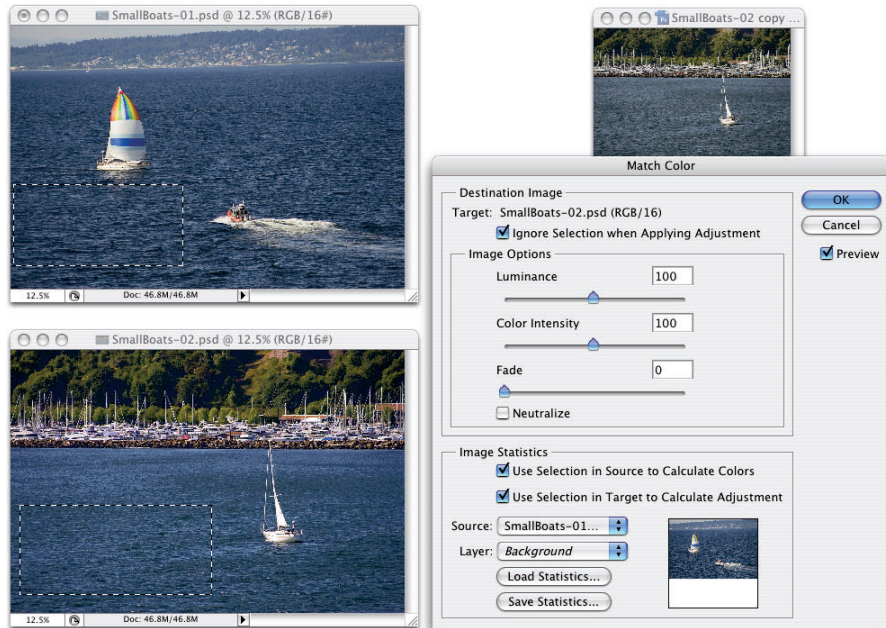 SmallBoats-01.psd @ 12.5% (RGB/16#)
12.5%
Doc: 46.8M/46.8M
SmallBoats-02.psd @ 12.5% (RGB/16#)
12.5%
Doc: 46.8M/46.8M
SmallBoats-02 copy ...
Match Color
Destination Image
Target: SmallBoats-02.psd (RGB/16)
Ignore Selection when Applying Adjustment
Image Options
Luminance 100
Color Intensity 100
Fade 0
Neutralize
Image Statistics
Use Selection in Source to Calculate Colors
Use Selection in Target to Calculate Adjustment
Source: SmallBoats-01...
Layer: Background
Load Statistics...
Save Statistics...
OK
Cancel
Preview